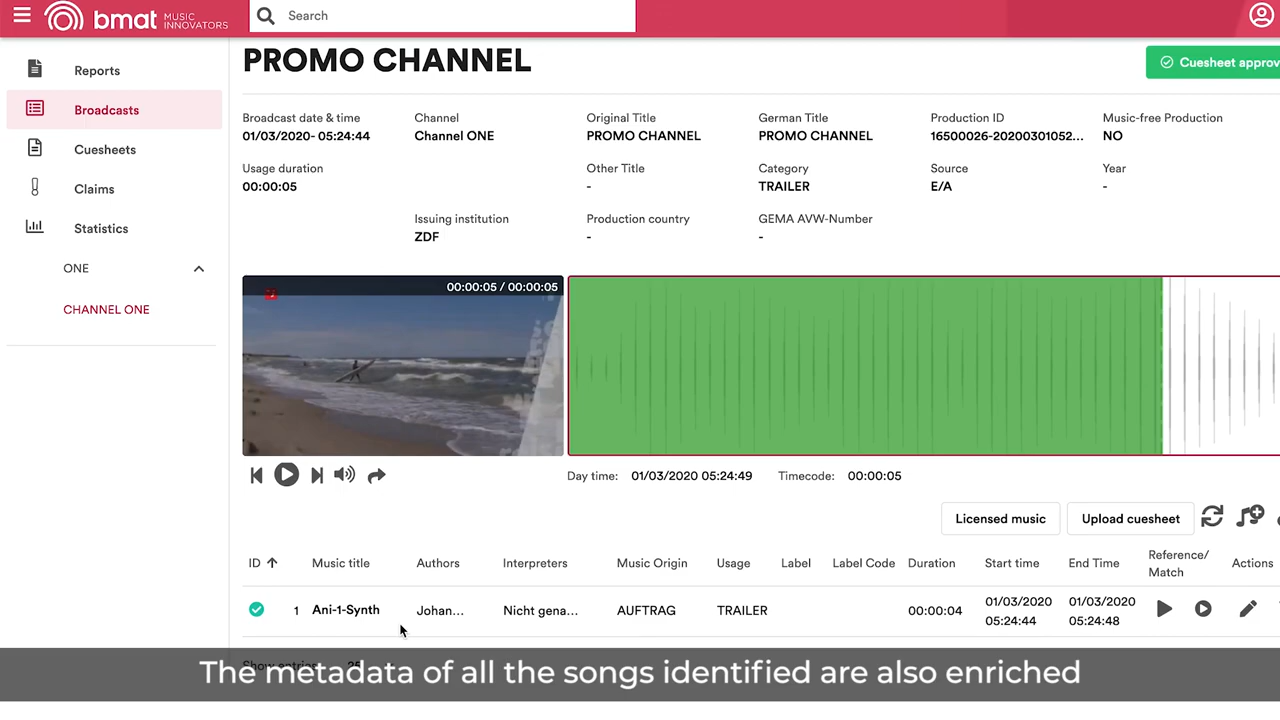 bmat MUSIC INNOVATORS
Search
Reports
Broadcasts
Cuesheets
Claims
Statistics
ONE
CHANNEL ONE
PROMO CHANNEL
Cuesheet approv
Broadcast date & time
01/03/2020- 05:24:44
Channel
Channel ONE
Original Title
PROMO CHANNEL
German Title
PROMO CHANNEL
Production ID
16500026-20200301052...
Music-free Production
NO
Usage duration
00:00:05
Other Title
-
Category
TRAILER
Source
E/A
Year
-
Issuing institution
ZDF
Production country
-
GEMA AVW-Number
-
00:00:05 / 00:00:05
Day time: 01/03/2020 05:24:49 Timecode: 00:00:05
Licensed music Upload cuesheet
ID Music title Authors Interpreters Music Origin Usage Label Label Code Duration Start time End Time Reference/ Match Actions
1 Ani-1-Synth Johan... Nicht gena... AUFTRAG TRAILER 00:00:04 01/03/2020 05:24:44 01/03/2020 05:24:48
Show entries 25
The metadata of all the songs identified are also enriched